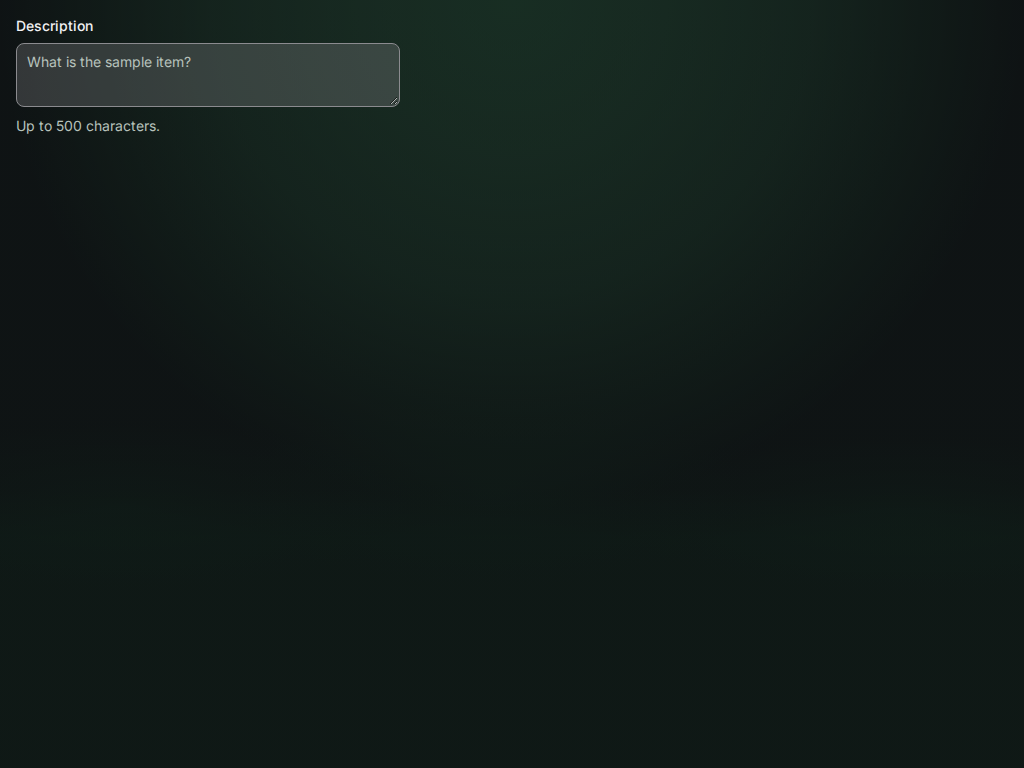 Description
What is the sample item?
Up to 500 characters.